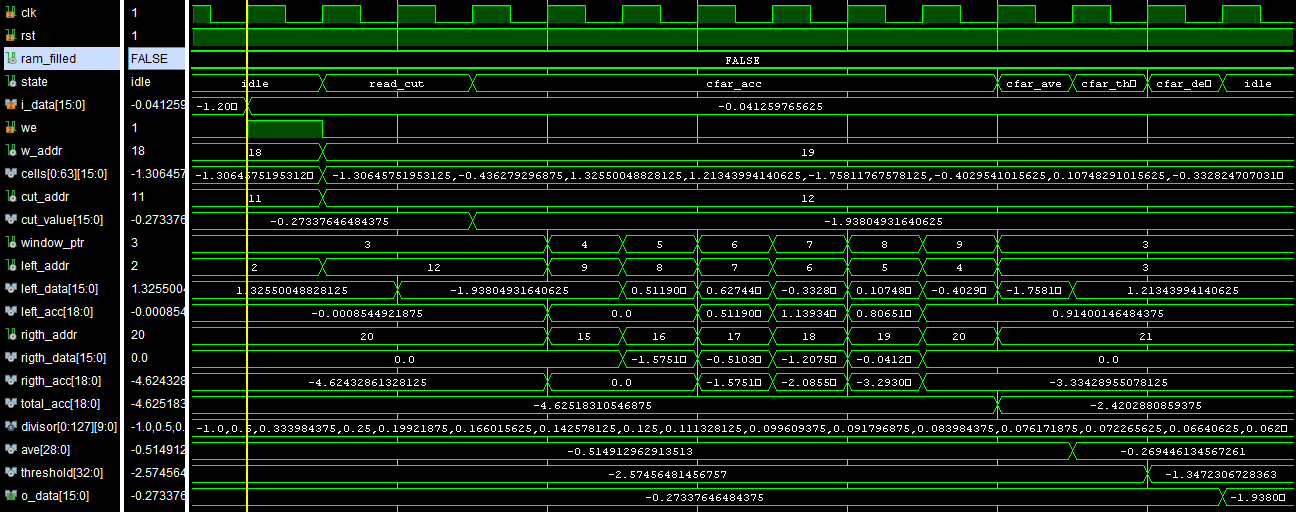 clk 1
rst 1
ram_filled FALSE FALSE
state idle idle read_cut cfar_acc cfar_ave cfar_th cfar_de idle
i_data[15:0] -0.041259 -1.20 -0.041259765625
we 1
w_addr 18 18 19
cells[0:63][15:0] -1.306457 -1.3064575195312 -1.30645751953125,-0.436279296875,1.32550048828125,1.21343994140625,-1.75811767578125,-0.4029541015625,0.10748291015625,-0.332824707031
cut_addr 11 11 12
cut_value[15:0] -0.273376 -0.27337646484375 -1.93804931640625
window_ptr 3 3 4 5 6 7 8 9 3
left_addr 2 2 12 9 8 7 6 5 4 3
left_data[15:0] 1.325500 1.32550048828125 -1.93804931640625 0.51190 0.62744 -0.3328 0.10748 -0.4029 -1.7581 1.21343994140625
left_acc[18:0] -0.000854 -0.0008544921875 0.0 0.51190 1.13934 0.80651 0.91400146484375
rigth_addr 20 20 15 16 17 18 19 20 21
rigth_data[15:0] 0.0 0.0 -1.5751 -0.5103 -1.2075 -0.0412 0.0
rigth_acc[18:0] -4.624328 -4.62432861328125 0.0 -1.5751 -2.0855 -3.2930 -3.33428955078125
total_acc[18:0] -4.625183 -4.62518310546875 -2.4202880859375
divisor[0:127][9:0] -1.0,0.5,0. -1.0,0.5,0.333984375,0.25,0.19921875,0.166015625,0.142578125,0.125,0.111328125,0.099609375,0.091796875,0.083984375,0.076171875,0.072265625,0.06640625,0.062
ave[28:0] -0.514912 -0.514912962913513 -0.269446134567261
threshold[32:0] -2.574564 -2.57456481456757 -1.3472306728363
o_data[15:0] -0.273376 -0.27337646484375 -1.9380